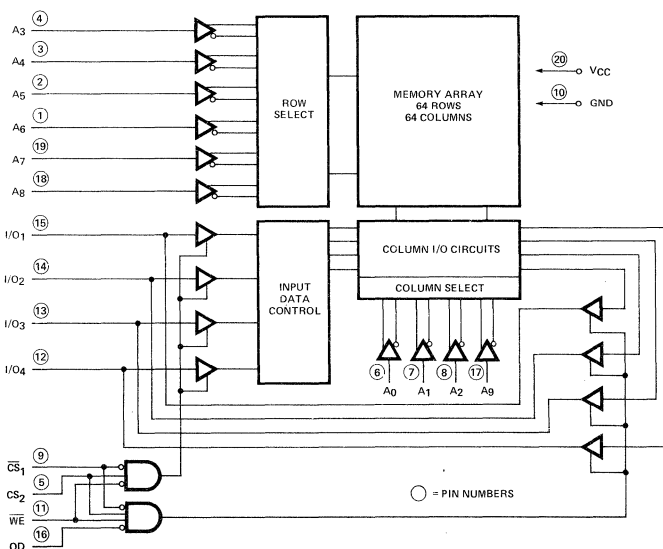 A3 ④
A4 ③
A5 ②
A6 ①
A7 ⑲
A8 ⑱
ROW
SELECT
MEMORY ARRAY
64 ROWS
64 COLUMNS
⑳ VCC
⑩ GND
I/O1 ⑮
I/O2 ⑭
I/O3 ⑬
I/O4 ⑫
INPUT
DATA
CONTROL
COLUMN I/O CIRCUITS
COLUMN SELECT
⑥ ⑦ ⑧ ⑰
A0 A1 A2 A9
C̅S̅1 ⑨
CS2 ⑤
W̅E̅ ⑪
OD ⑯
◯ = PIN NUMBERS